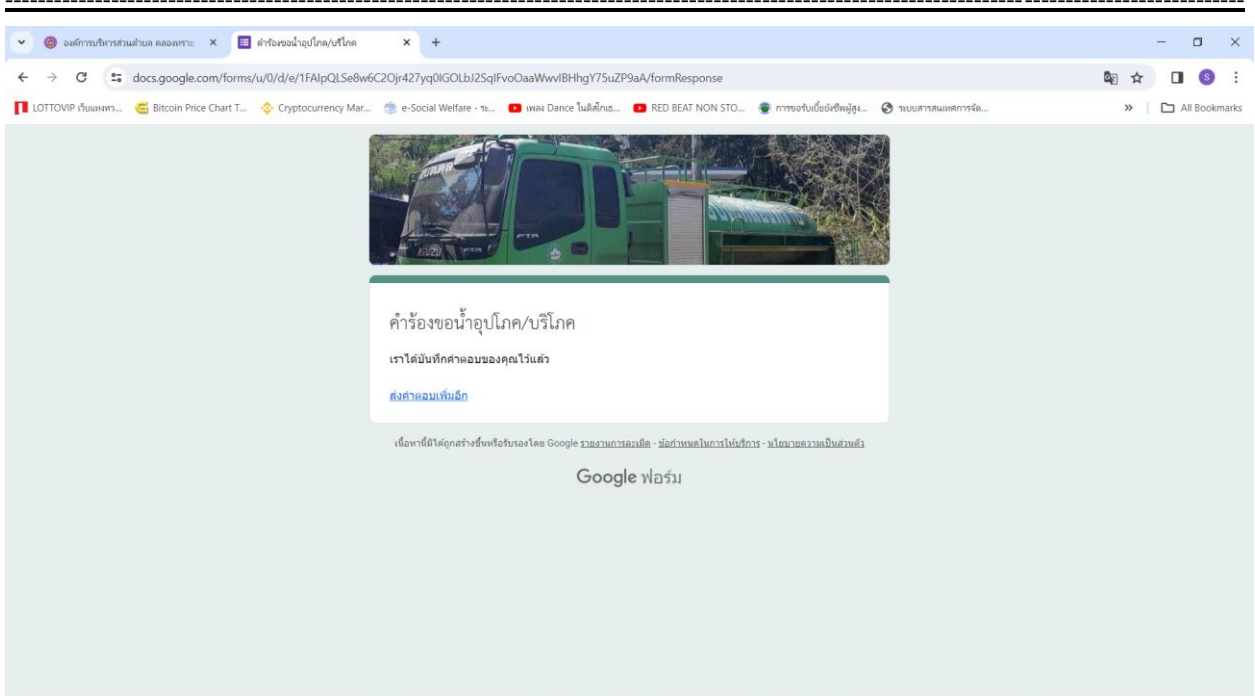 องค์การบริหารส่วนตำบล คลองทราย
คำร้องขอน้ำอุปโภค/บริโภค
docs.google.com/forms/u/0/d/e/1FAIpQLSe8w6C2Ojr427yq0IGOLbJ2SqIFvoOaaWwvIBHhgY75uZP9aA/formResponse
LOTTOVIP เว็บแทงหว...
Bitcoin Price Chart T...
Cryptocurrency Mar...
e-Social Welfare - ระ...
เพลง Dance ในดิสโก้เธ...
RED BEAT NON STO...
การขอรับเบี้ยยังชีพผู้สูง...
ระบบสารสนเทศการจัด...
All Bookmarks
ISUZU
FTR
คำร้องขอน้ำอุปโภค/บริโภค
เราได้บันทึกคำตอบของคุณไว้แล้ว
ส่งคำตอบเพิ่มอีก
เนื้อหานี้มิได้ถูกสร้างขึ้นหรือรับรองโดย Google รายงานการละเมิด - ข้อกำหนดในการให้บริการ - นโยบายความเป็นส่วนตัว
Google ฟอร์ม